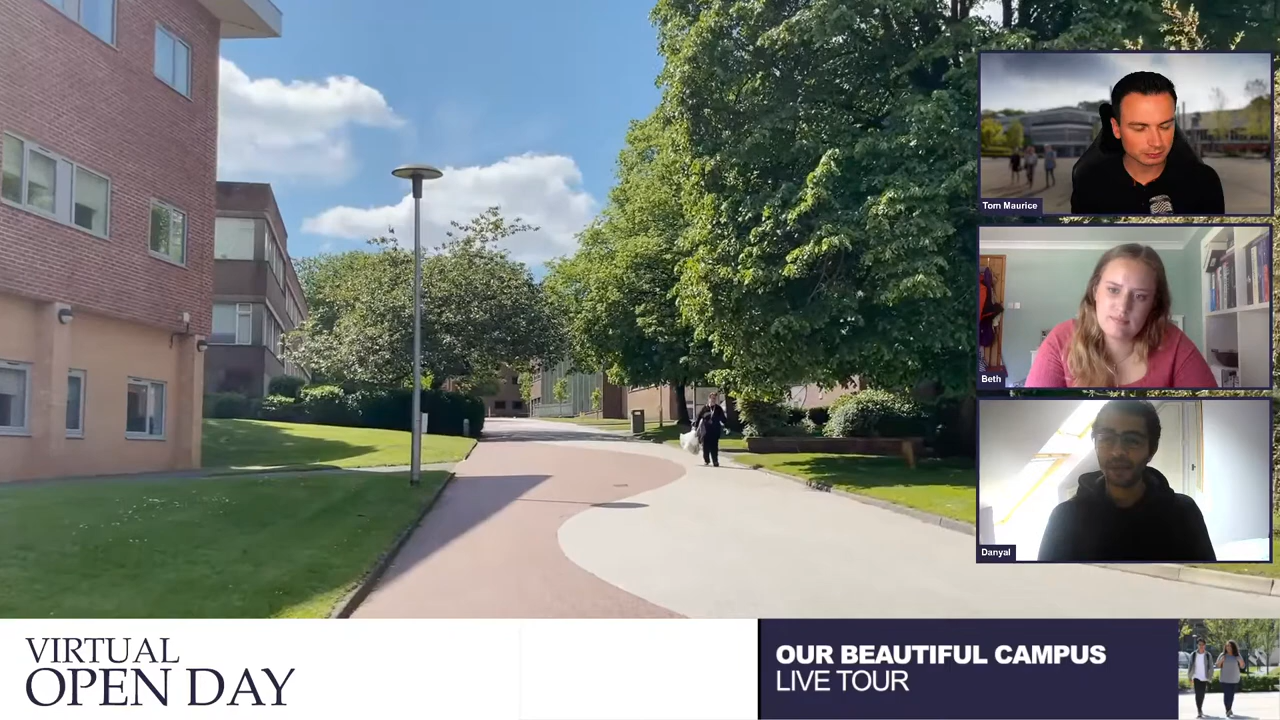 Tom Maurice
Beth
Danyal
VIRTUAL
OPEN DAY
OUR BEAUTIFUL CAMPUS
LIVE TOUR